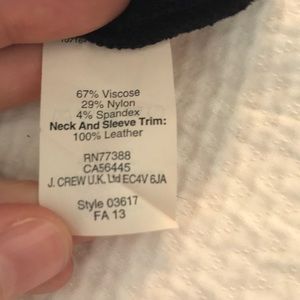 67% Viscose
29% Nylon
4% Spandex
Neck And Sleeve Trim:
100% Leather
RN77388
CA56445
J. CREW U.K. Ltd EC4V 6JA
Style 03617
FA 13